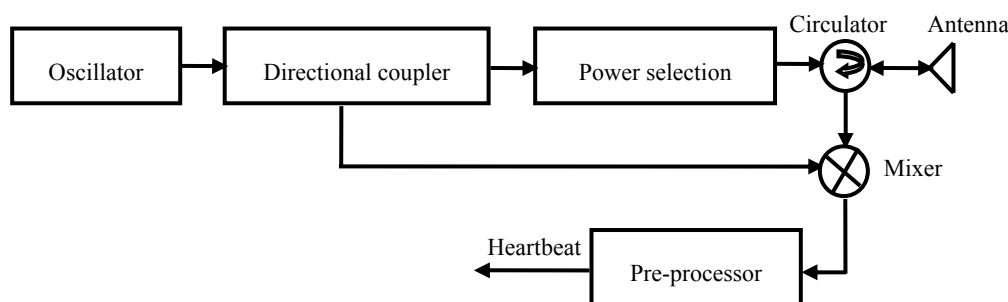 Circulator
Antenna
Oscillator
Directional coupler
Power selection
Mixer
Heartbeat
Pre-processor